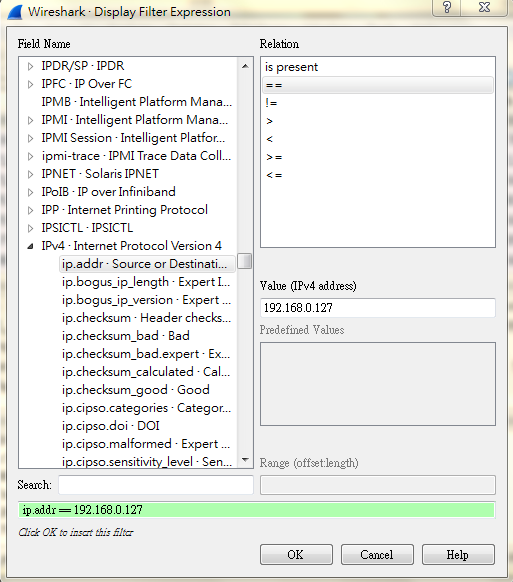 Wireshark · Display Filter Expression
?
Field Name
IPDR/SP · IPDR
IPFC · IP Over FC
IPMB · Intelligent Platform Mana...
IPMI · Intelligent Platform Mana...
IPMI Session · Intelligent Platfor...
ipmi-trace · IPMI Trace Data Coll...
IPNET · Solaris IPNET
IPoIB · IP over Infiniband
IPP · Internet Printing Protocol
IPSICTL · IPSICTL
IPv4 · Internet Protocol Version 4
ip.addr · Source or Destinati...
ip.bogus_ip_length · Expert I...
ip.bogus_ip_version · Expert ...
ip.checksum · Header checks...
ip.checksum_bad · Bad
ip.checksum_bad.expert · Ex...
ip.checksum_calculated · Cal...
ip.checksum_good · Good
ip.cipso.categories · Categor...
ip.cipso.doi · DOI
ip.cipso.malformed · Expert ...
ip.cipso.sensitivity_level · Sen...
Search:
Relation
is present
==
!=
>
<
>=
<=
Value (IPv4 address)
192.168.0.127
Predefined Values
Range (offset:length)
ip.addr == 192.168.0.127
Click OK to insert this filter
OK
Cancel
Help